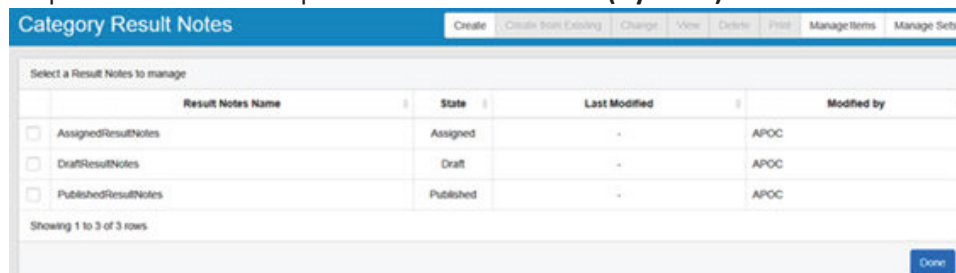 Category Result Notes
Create Create from Existing Change View Delete Print Manage Items Manage Sets
Select a Result Notes to manage
Result Notes Name State Last Modified Modified by
AssignedResultNotes Assigned - APOC
DraftResultNotes Draft - APOC
PublishedResultNotes Published - APOC
Showing 1 to 3 of 3 rows
Done